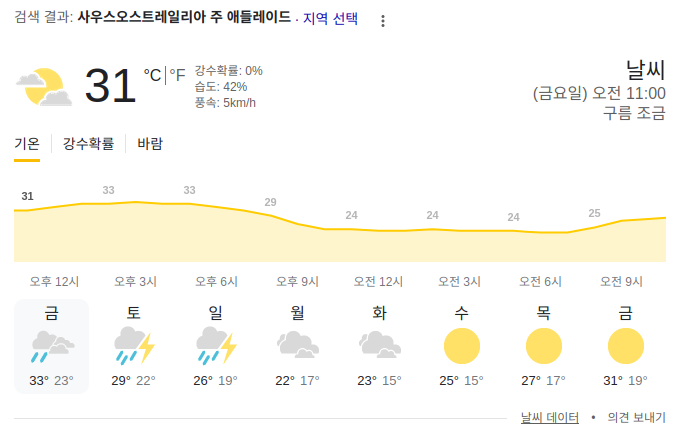 검색 결과: 사우스오스트레일리아 주 애들레이드 · 지역 선택
31 °C | °F
강수확률: 0%
습도: 42%
풍속: 5km/h
날씨
(금요일) 오전 11:00
구름 조금
기온 강수확률 바람
31 33 33 29 24 24 24 25
오후 12시 오후 3시 오후 6시 오후 9시 오전 12시 오전 3시 오전 6시 오전 9시
금 토 일 월 화 수 목 금
33° 23° 29° 22° 26° 19° 22° 17° 23° 15° 25° 15° 27° 17° 31° 19°
날씨 데이터 • 의견 보내기